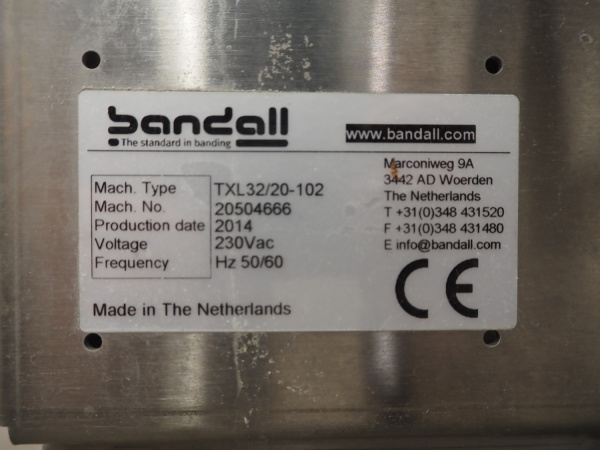 bandall
The standard in banding
www.bandall.com
Mach. Type TXL32/20-102
Mach. No. 20504666
Production date 2014
Voltage 230Vac
Frequency Hz 50/60
Made in The Netherlands
Marconiweg 9A
3442 AD Woerden
The Netherlands
T +31(0)348 431520
F +31(0)348 431480
E info@bandall.com
CE